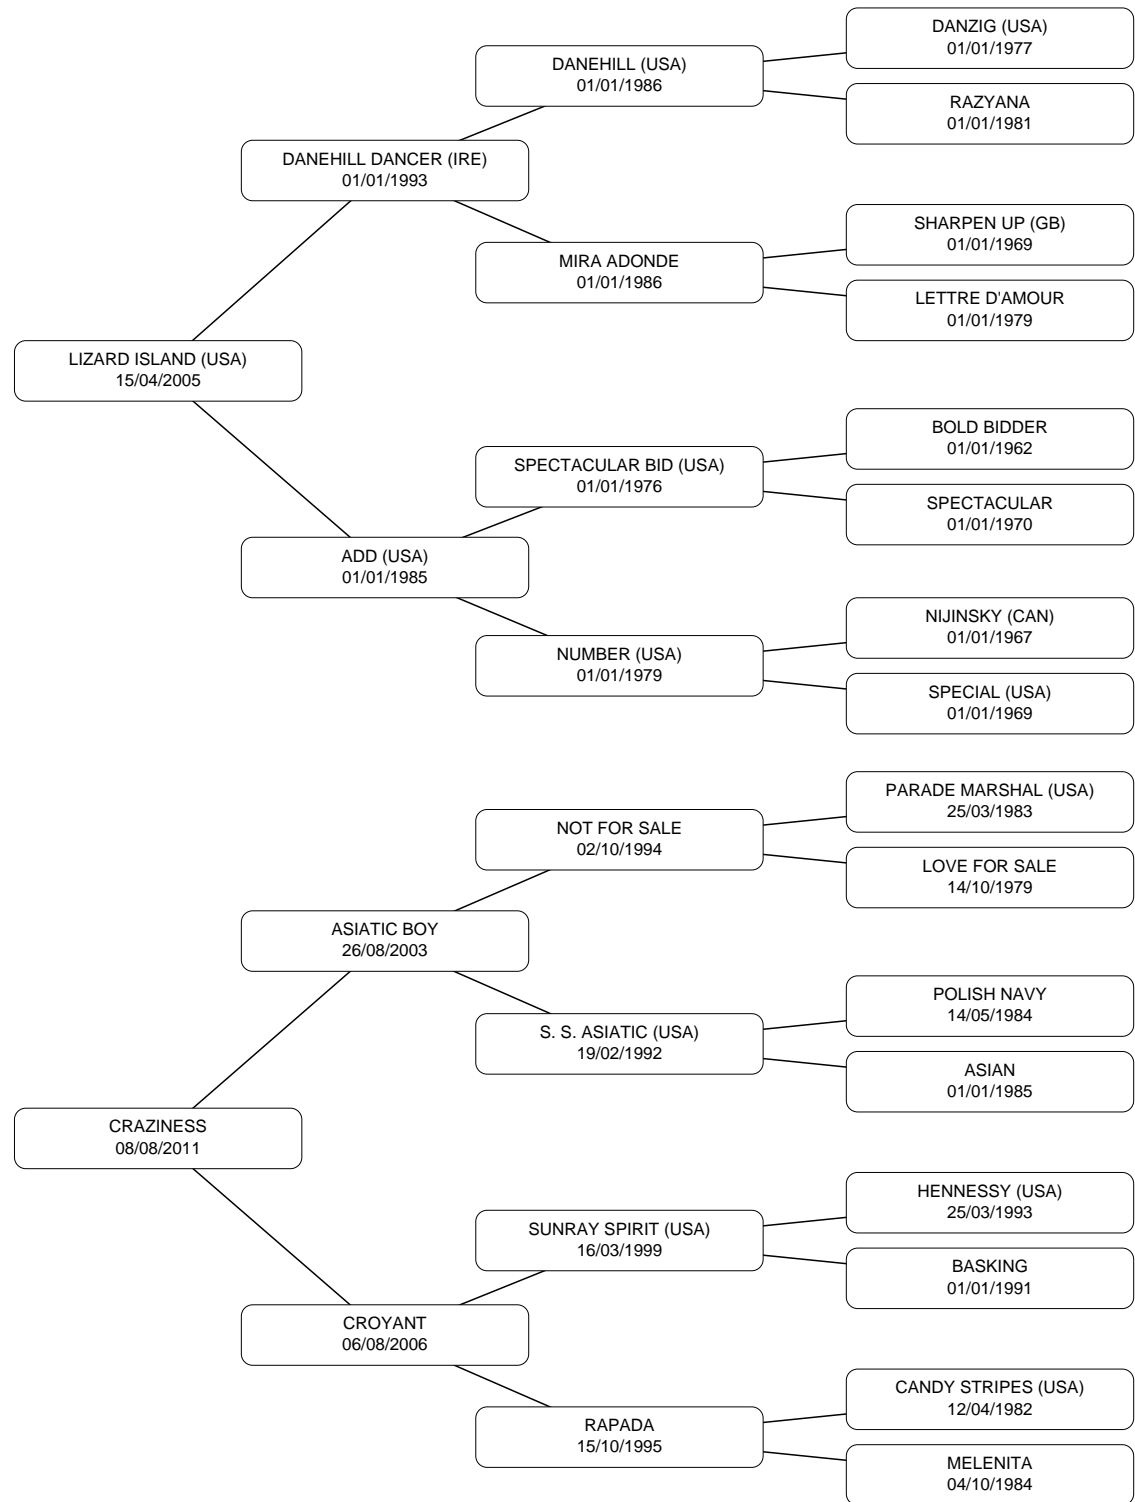 DANZIG (USA)
01/01/1977
DANEHILL (USA)
01/01/1986
RAZYANA
01/01/1981
DANEHILL DANCER (IRE)
01/01/1993
SHARPEN UP (GB)
01/01/1969
MIRA ADONDE
01/01/1986
LETTRE D'AMOUR
01/01/1979
LIZARD ISLAND (USA)
15/04/2005
BOLD BIDDER
01/01/1962
SPECTACULAR BID (USA)
01/01/1976
SPECTACULAR
01/01/1970
ADD (USA)
01/01/1985
NIJINSKY (CAN)
01/01/1967
NUMBER (USA)
01/01/1979
SPECIAL (USA)
01/01/1969
PARADE MARSHAL (USA)
25/03/1983
NOT FOR SALE
02/10/1994
LOVE FOR SALE
14/10/1979
ASIATIC BOY
26/08/2003
POLISH NAVY
14/05/1984
S. S. ASIATIC (USA)
19/02/1992
ASIAN
01/01/1985
CRAZINESS
08/08/2011
HENNESSY (USA)
25/03/1993
SUNRAY SPIRIT (USA)
16/03/1999
BASKING
01/01/1991
CROYANT
06/08/2006
CANDY STRIPES (USA)
12/04/1982
RAPADA
15/10/1995
MELENITA
04/10/1984